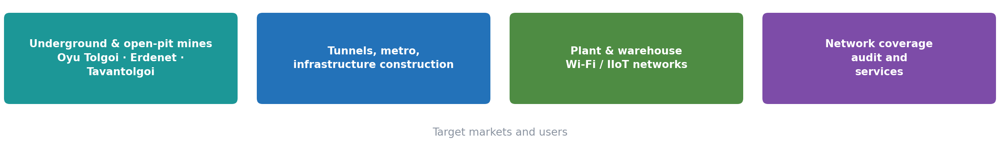 Underground & open-pit mines
Oyu Tolgoi · Erdenet ·
Tavantolgoi
Tunnels, metro,
infrastructure construction
Plant & warehouse
Wi-Fi / IIoT networks
Network coverage
audit and
services
Target markets and users